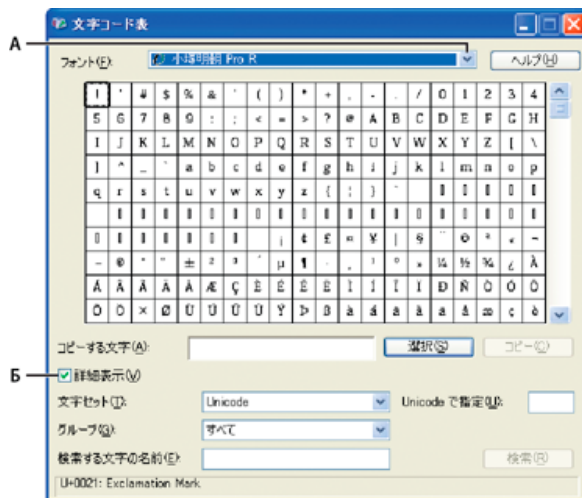 文字コード表
А
フォント(F):
小塚明朝 Pro R
ヘルプ(H)
! " # $ % & ' ( ) * + , - . / 0 1 2 3 4
5 6 7 8 9 : ; < = > ? @ A B C D E F G H
I J K L M N O P Q R S T U V W X Y Z [ \
] ^ _ ` a b c d e f g h i j k l m n o p
q r s t u v w x y z { | }
¡ ¢ £ ¤ ¥ | § ¨ © ª «
® ± ² ³ ´ µ ¶ · ¸ ¹ º » ¼ ½ ¾ ¿ À
Á Â Ã Ä Å Æ Ç È É Ê Ë Ì Í Î Ï Ð Ñ Ò Ó Ô
Õ Ö × Ø Ù Ú Û Ü Ý Þ ß à á â ã ä å æ ç è
コピーする文字(A):
選択(S)
コピー(C)
Б
詳細表示(V)
文字セット(T):
Unicode
Unicode で指定(U):
グループ(G):
すべて
検索する文字の名前(E):
検索(R)
U+0021: Exclamation Mark